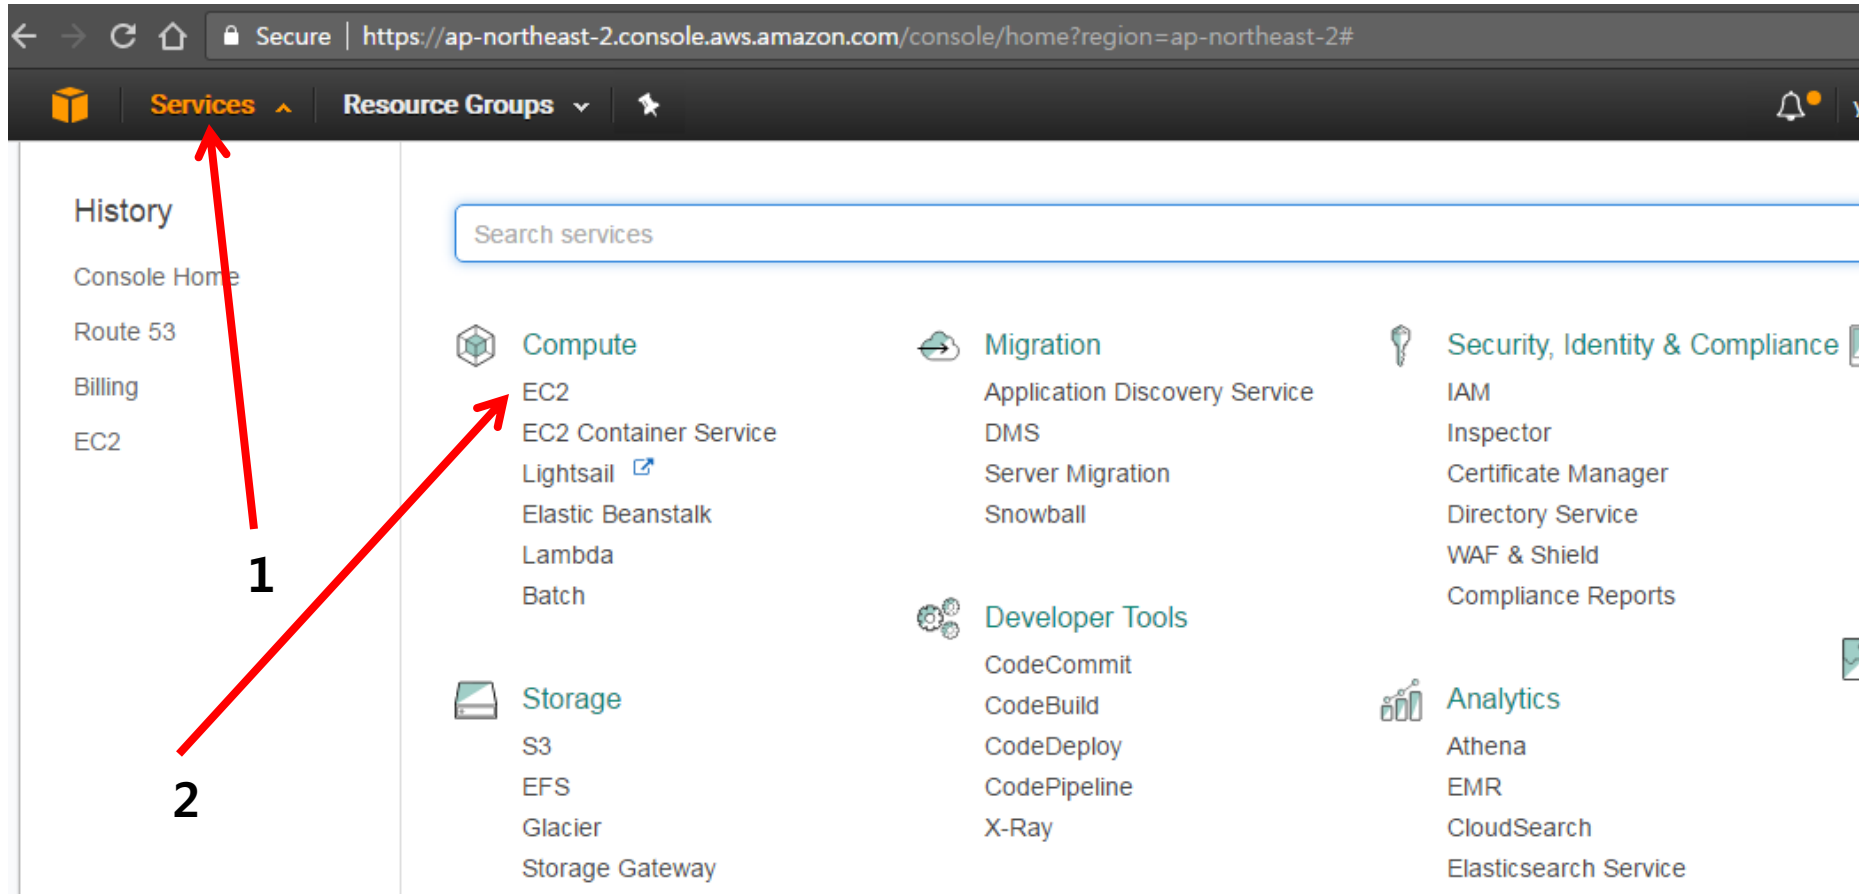 Secure | https://ap-northeast-2.console.aws.amazon.com/console/home?region=ap-northeast-2#
Services
Resource Groups
History
Console Home
Route 53
Billing
EC2
1
2
Search services
Compute
EC2
EC2 Container Service
Lightsail
Elastic Beanstalk
Lambda
Batch
Storage
S3
EFS
Glacier
Storage Gateway
Migration
Application Discovery Service
DMS
Server Migration
Snowball
Developer Tools
CodeCommit
CodeBuild
CodeDeploy
CodePipeline
X-Ray
Security, Identity & Compliance
IAM
Inspector
Certificate Manager
Directory Service
WAF & Shield
Compliance Reports
Analytics
Athena
EMR
CloudSearch
Elasticsearch Service